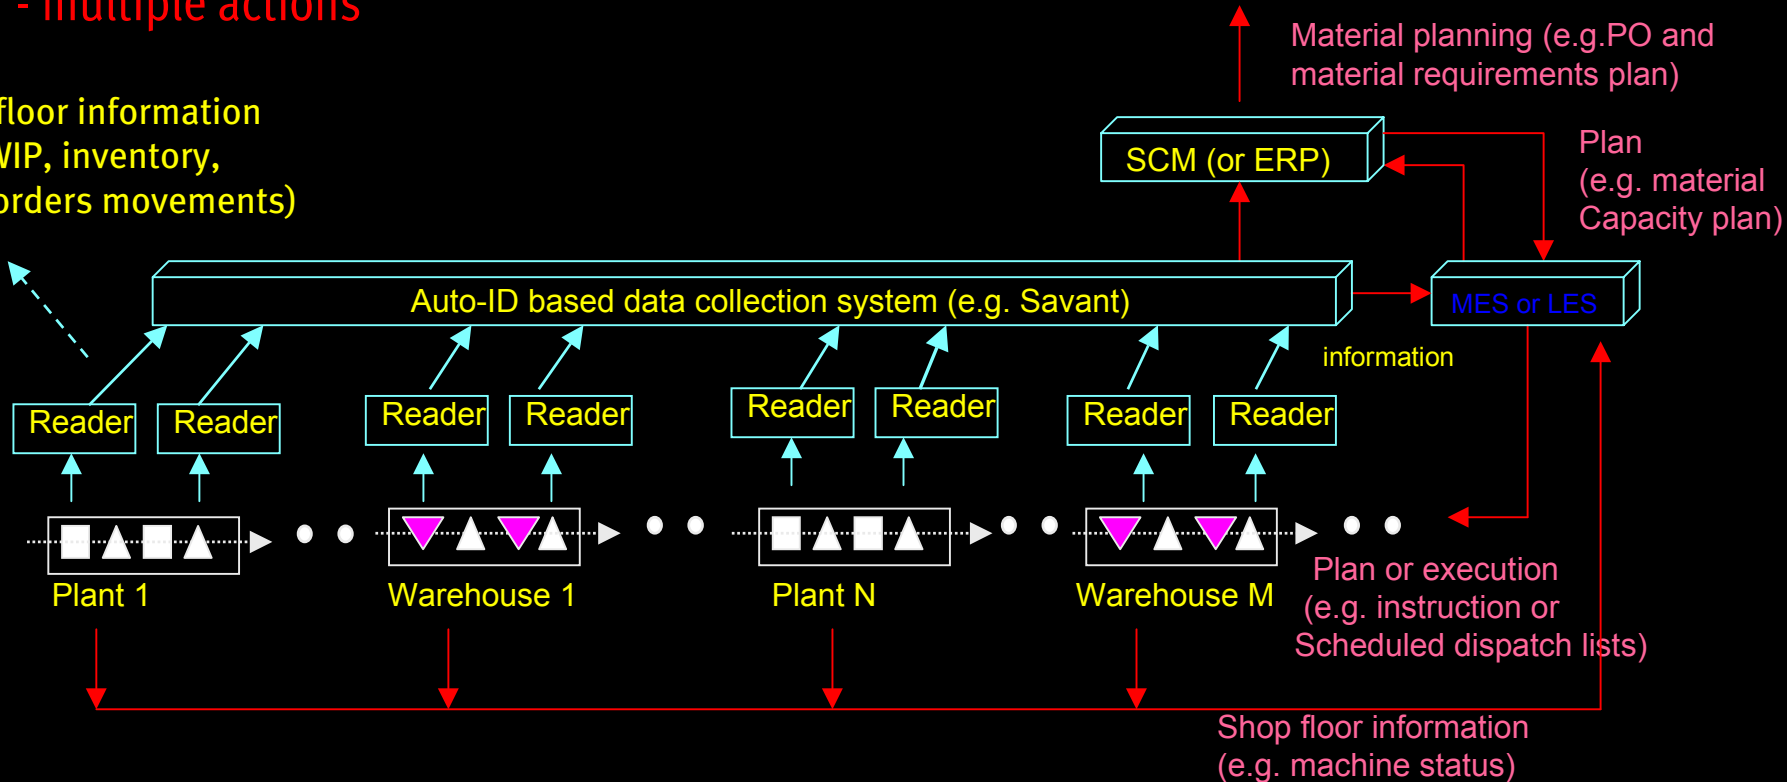 - multiple actions
Material planning (e.g.PO and
material requirements plan)
floor information
WIP, inventory,
orders movements)
SCM (or ERP)
Plan
(e.g. material
Capacity plan)
Auto-ID based data collection system (e.g. Savant)
MES or LES
information
Reader
Reader
Reader
Reader
Reader
Reader
Reader
Reader
Plant 1
Warehouse 1
Plant N
Warehouse M
Plan or execution
(e.g. instruction or
Scheduled dispatch lists)
Shop floor information
(e.g. machine status)